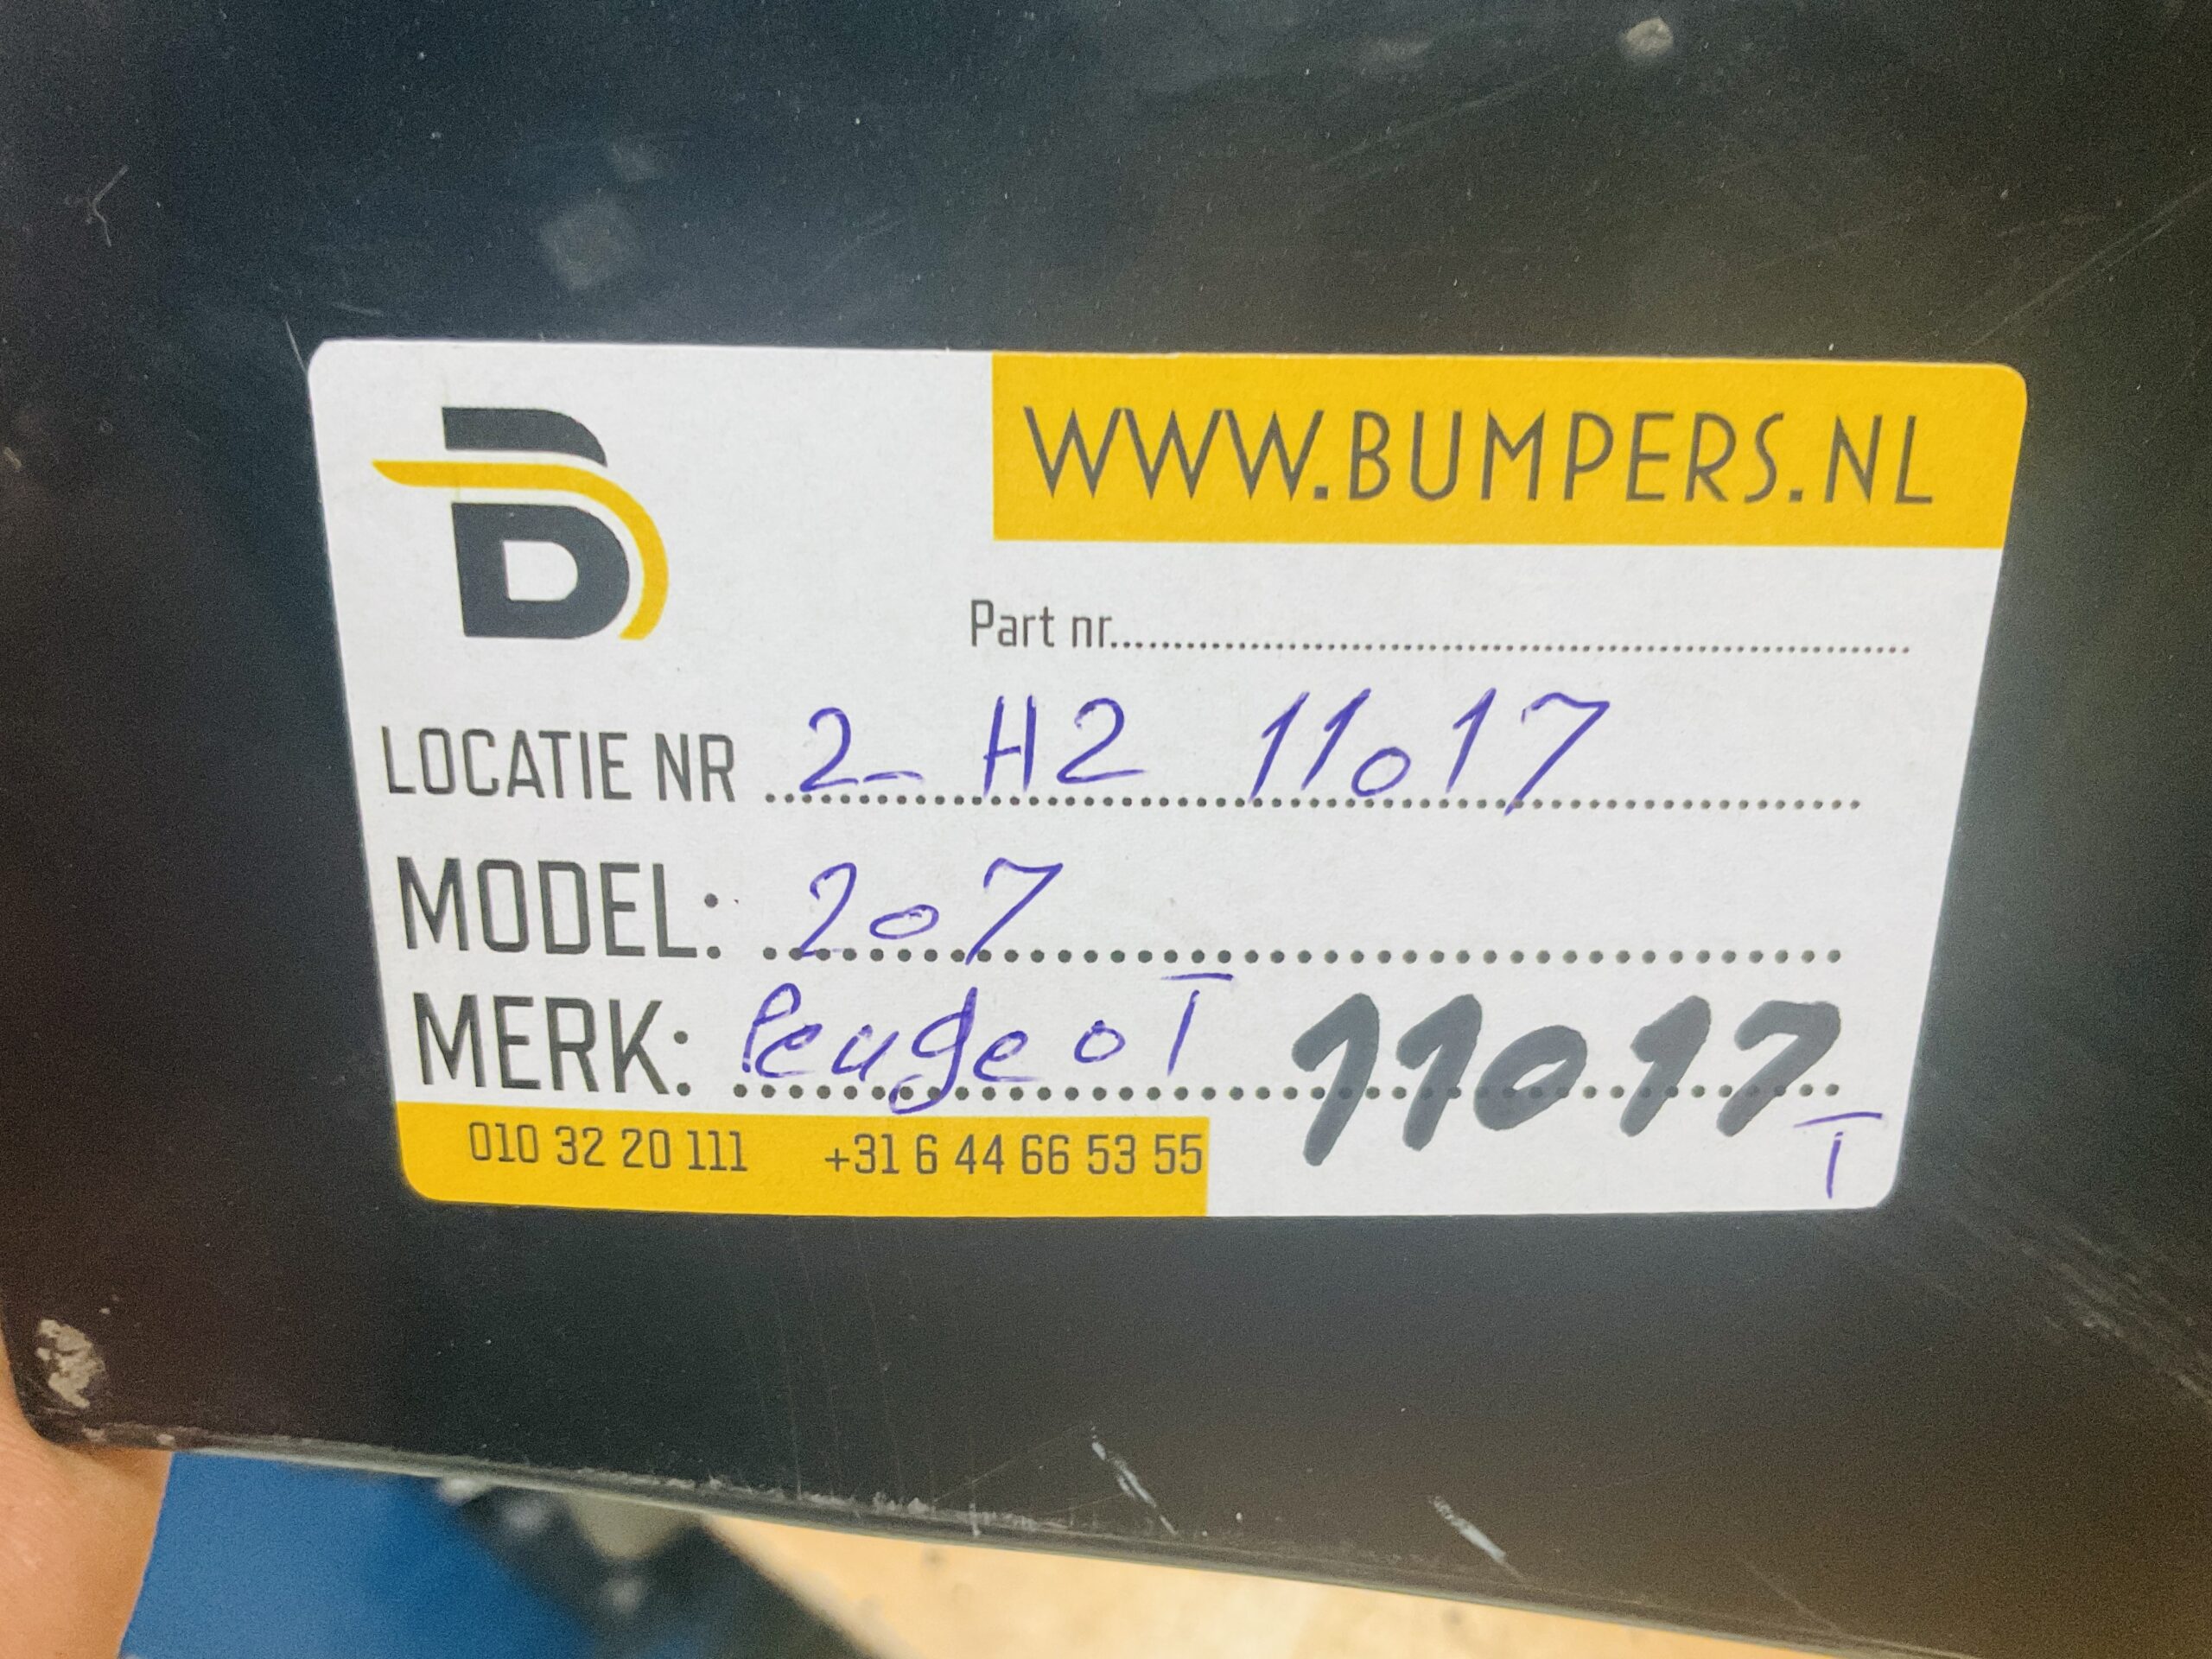 B
WWW.BUMPERS.NL
Part nr....................
LOCATIE NR 2- H2 11017
MODEL: 207
MERK: PeugeoT 11017
T
010 32 20 111 +31 6 44 66 53 55